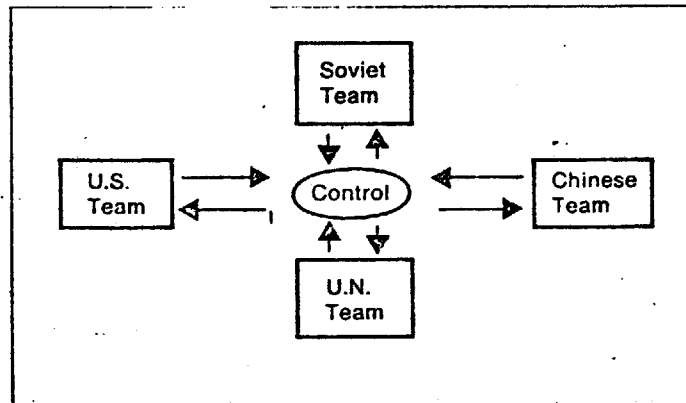 Soviet
Team
U.S.
Team
Control
Chinese
Team
U.N.
Team